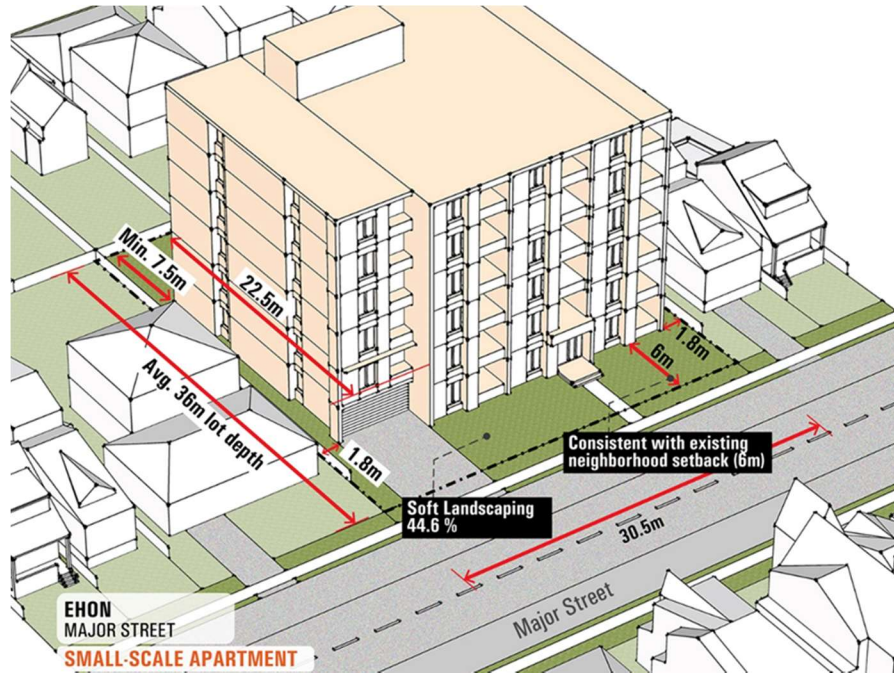 Min. 7.5m
22.5m
Avg. 36m lot depth
1.8m
6m
1.8m
Consistent with existing
neighborhood setback (6m)
Soft Landscaping
44.6 %
30.5m
Major Street
EHON
MAJOR STREET
SMALL-SCALE APARTMENT